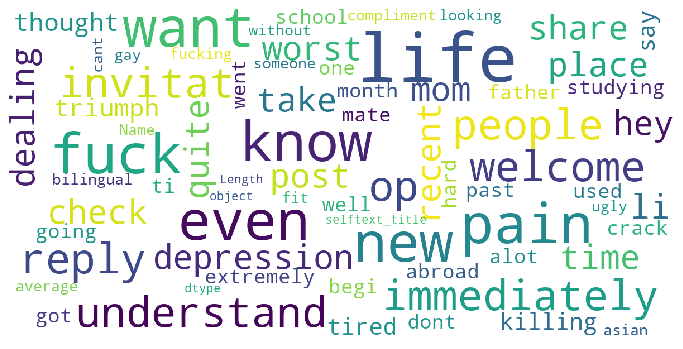 thought want school compliment looking share say
cant gay fucking without someone life worst place
dealing invitat went take one month mom father studying
triumph Name quite mate recent people hey
fuck know post hard welcome
bilingual ti op past used ugly li
check even fit well new pain crack
going object Length selftext_title time
reply depression abroad alot
average dtype extremely begi immediately
got understand tired dont killing asian